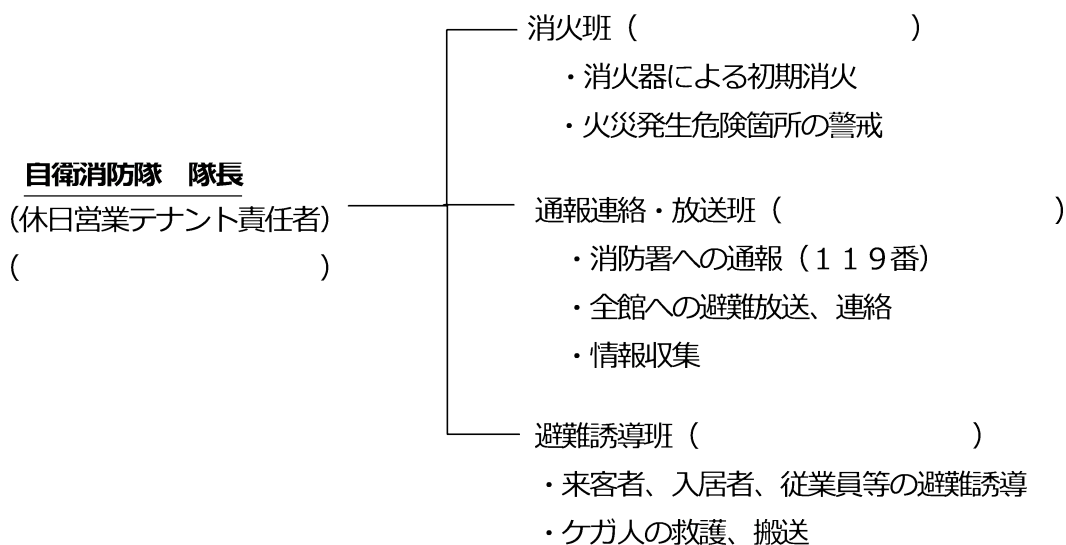 自衛消防隊　隊長
（休日営業テナント責任者）
（　　　　　　　　　　　）
消火班（　　　　　　　　　　）
・消火器による初期消火
・火災発生危険箇所の警戒
通報連絡・放送班（　　　　　　　　　　）
・消防署への通報（１１９番）
・全館への避難放送、連絡
・情報収集
避難誘導班（　　　　　　　　　　）
・来客者、入居者、従業員等の避難誘導
・ケガ人の救護、搬送